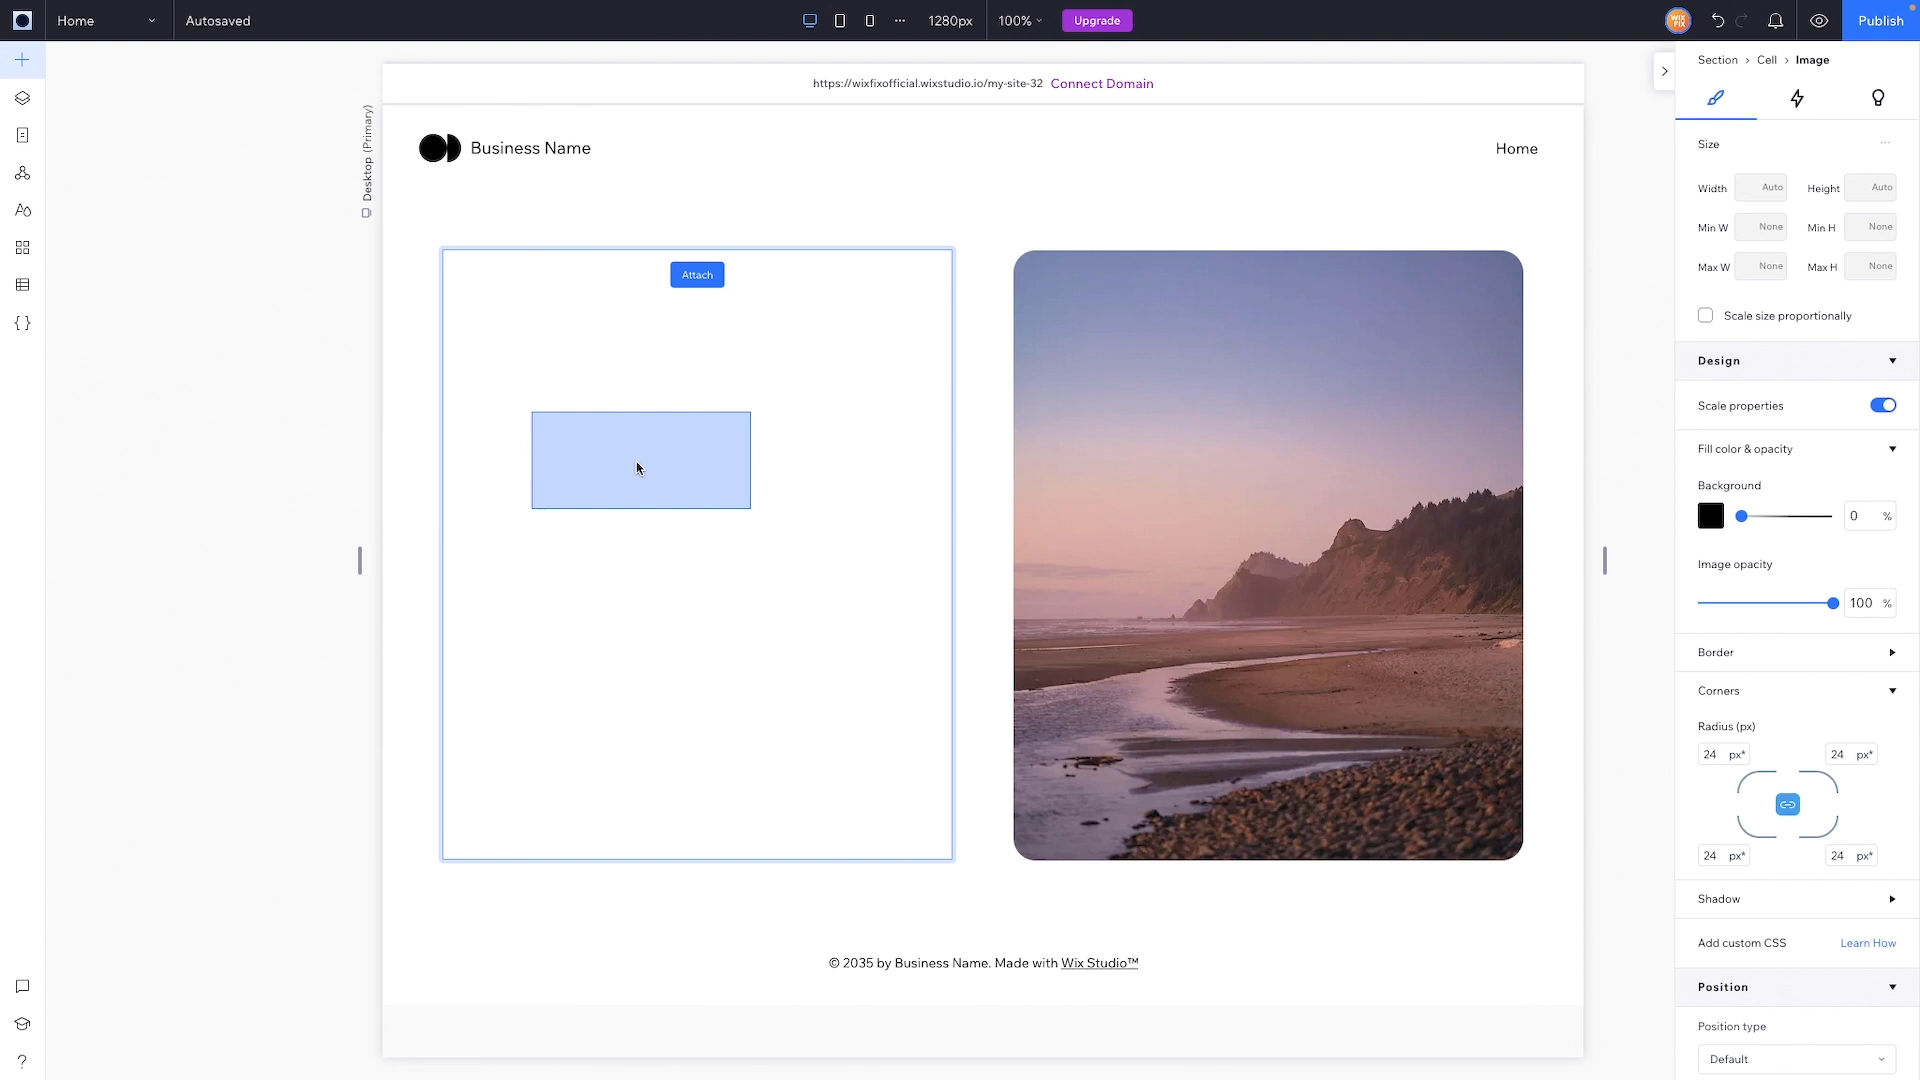 Home
Autosaved
1280px
100%
Upgrade
WIX
FIX
Publish
https://wixfixofficial.wixstudio.io/my-site-32 Connect Domain
Desktop (Primary)
Business Name
Home
Attach
© 2035 by Business Name. Made with Wix Studio™
Section > Cell > Image
Size
Width Auto Height Auto
Min W None Min H None
Max W None Max H None
Scale size proportionally
Design
Scale properties
Fill color & opacity
Background
0 %
Image opacity
100 %
Border
Corners
Radius (px)
24 px* 24 px*
24 px* 24 px*
Shadow
Add custom CSS Learn How
Position
Position type
Default